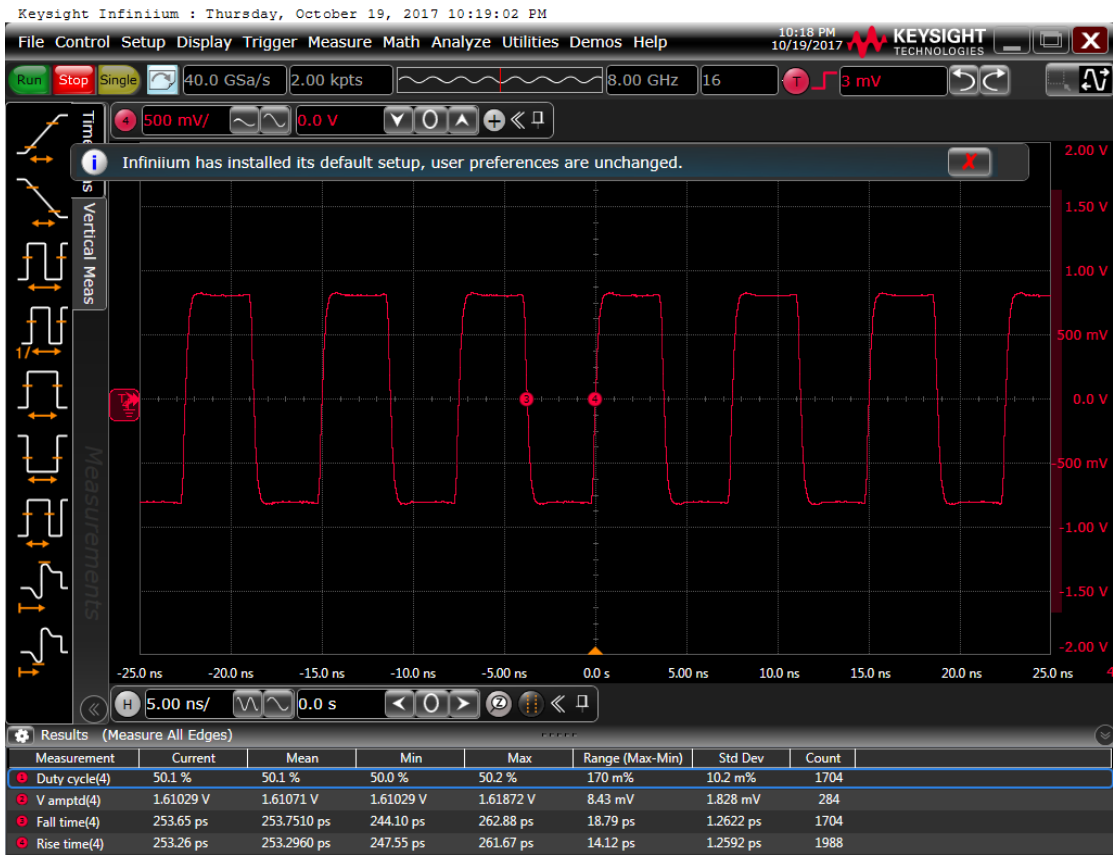 Keysight Infiniium : Thursday, October 19, 2017 10:19:02 PM
File Control Setup Display Trigger Measure Math Analyze Utilities Demos Help
10:18 PM
10/19/2017
KEYSIGHT
TECHNOLOGIES
Run Stop Single 40.0 GSa/s 2.00 kpts 8.00 GHz 16 T 3 mV
4 500 mV/ 0.0 V
Infiniium has installed its default setup, user preferences are unchanged.
Vertical Meas
Measurements
1/
2.00 V
1.50 V
1.00 V
500 mV
0.0 V
-500 mV
-1.00 V
-1.50 V
-2.00 V
3 4
-25.0 ns -20.0 ns -15.0 ns -10.0 ns -5.00 ns 0.0 s 5.00 ns 10.0 ns 15.0 ns 20.0 ns 25.0 ns
H 5.00 ns/ 0.0 s
Results (Measure All Edges)
Measurement Current Mean Min Max Range (Max-Min) Std Dev Count
1 Duty cycle(4) 50.1 % 50.1 % 50.0 % 50.2 % 170 m% 10.2 m% 1704
2 V amptd(4) 1.61029 V 1.61071 V 1.61029 V 1.61872 V 8.43 mV 1.828 mV 284
3 Fall time(4) 253.65 ps 253.7510 ps 244.10 ps 262.88 ps 18.79 ps 1.2622 ps 1704
4 Rise time(4) 253.26 ps 253.2960 ps 247.55 ps 261.67 ps 14.12 ps 1.2592 ps 1988